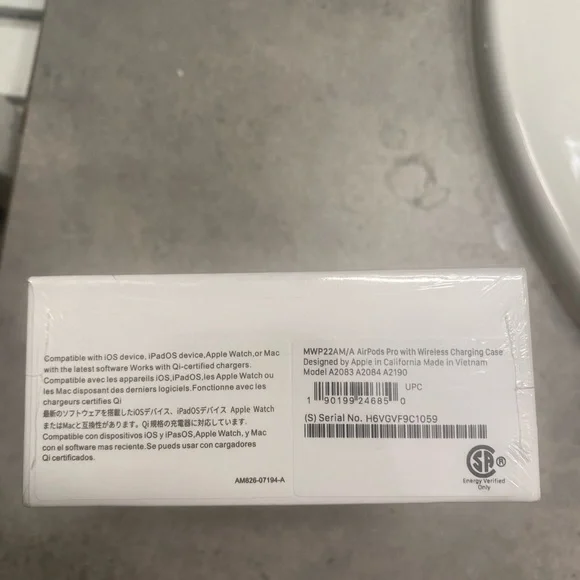 Compatible with iOS device, iPadOS device,Apple Watch,or Mac
with the latest software Works with Qi-certified chargers.
Compatible avec les appareils iOS,iPadOS,les Apple Watch ou
les Mac disposant des derniers logiciels.Fonctionne avec les
chargeurs certifies Qi
最新のソフトウェアを搭載したiOSデバイス、iPadOSデバイス Apple Watch
またはMacと互換性があります。Qi規格の充電器に対応しています.
Compatible con dispositivos iOS y iPasOS,Apple Watch, y Mac
con el software mas reciente.Se puedu usar con cargadores
Qi certificados.
AM826-07194-A
MWP22AM/A AirPods Pro with Wireless Charging Case
Designed by Apple in California Made in Vietnam
Model A2083 A2084 A2190
UPC
1 90199 24685 0
(S) Serial No. H6VGVF9C1059
SA ®
Energy Verified
Only